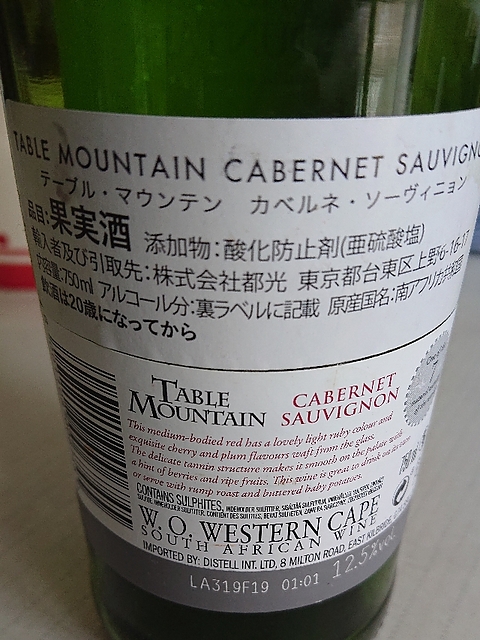 TABLE MOUNTAIN CABERNET SAUVIGNO
テーブル・マウンテン カベルネ・ソーヴィニョン
品目:果実酒 添加物:酸化防止剤(亜硫酸塩)
輸入者及び引取先:株式会社都光 東京都台東区上野6-16-17
内容量:750ml アルコール分:裏ラベルに記載 原産国名:南アフリカ共和国
飲酒は20歳になってから
TABLE MOUNTAIN
CABERNET SAUVIGNON
This medium-bodied red has a lovely light ruby colour and
exquisite cherry and plum flavours waft from the glass.
The delicate tannin structure makes it smooth on the palate with
a hint of berries and ripe fruits. This wine is great to drink on its own
or serve with rump roast and buttered baby potatoes.
CONTAINS SULPHITES,
W.O. WESTERN CAPE
SOUTH AFRICAN WINE
IMPORTED BY: DISTELL INT. LTD, 8 MILTON ROAD, EAST KILBRIDE
LA319F19 01:01 12.5%vol